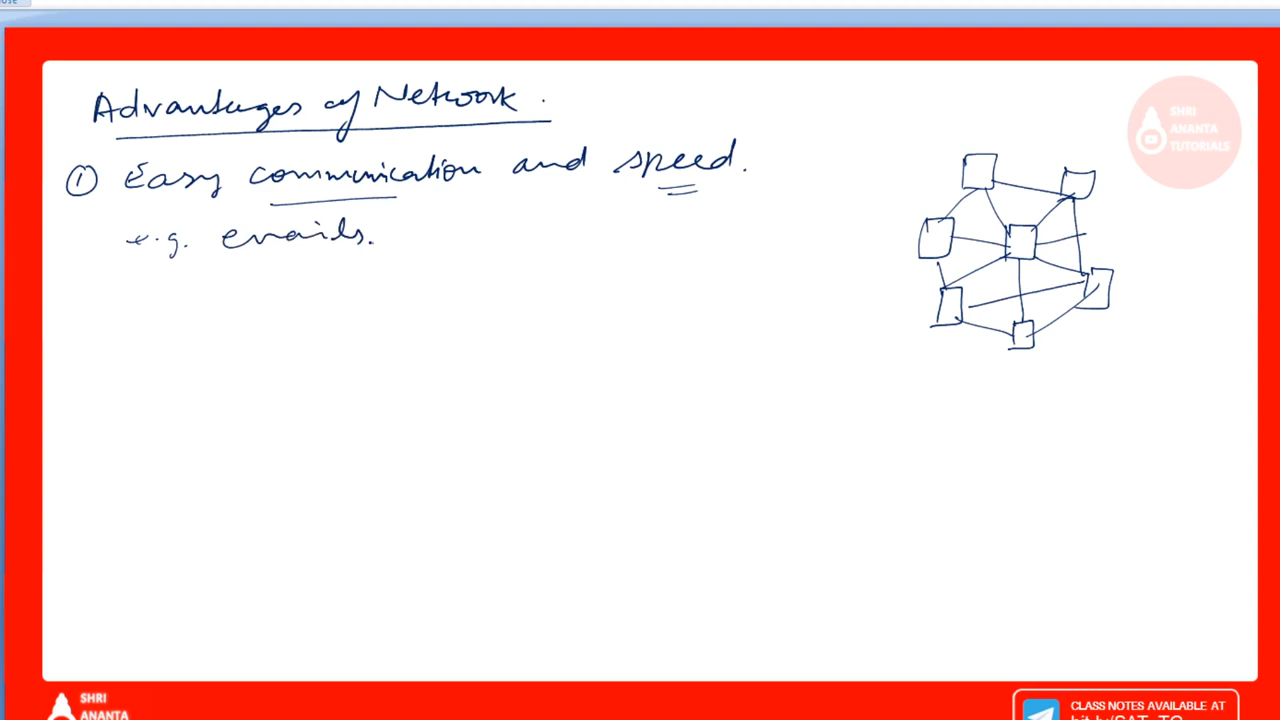 Advantages of Network.
① Easy communication and speed.
e.g. emails.
SHRI
ANANTA
TUTORIALS
SHRI
ANANTA
CLASS NOTES AVAILABLE AT